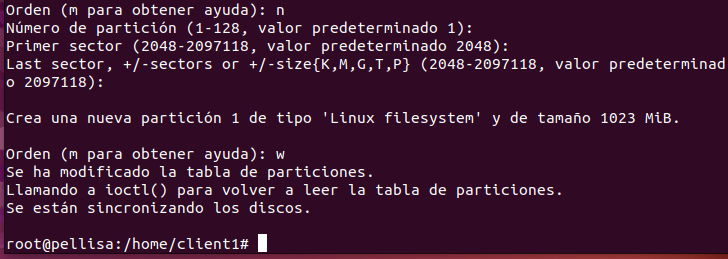 Orden (m para obtener ayuda): n
Número de partición (1-128, valor predeterminado 1):
Primer sector (2048-2097118, valor predeterminado 2048):
Last sector, +/-sectors or +/-size{K,M,G,T,P} (2048-2097118, valor predeterminad
o 2097118):
Crea una nueva partición 1 de tipo 'Linux filesystem' y de tamaño 1023 MiB.
Orden (m para obtener ayuda): w
Se ha modificado la tabla de particiones.
Llamando a ioctl() para volver a leer la tabla de particiones.
Se están sincronizando los discos.
root@pellisa:/home/client1#